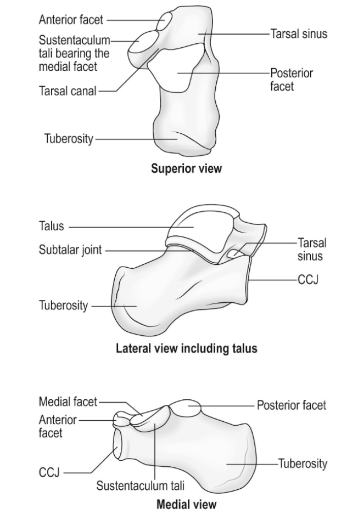 Anterior facet
Sustentaculum
tali bearing the
medial facet
Tarsal canal
Tuberosity
Tarsal sinus
Posterior
facet
Superior view
Talus
Subtalar joint
Tuberosity
Tarsal
sinus
CCJ
Lateral view including talus
Medial facet
Anterior
facet
CCJ
Sustentaculum tali
Posterior facet
Tuberosity
Medial view